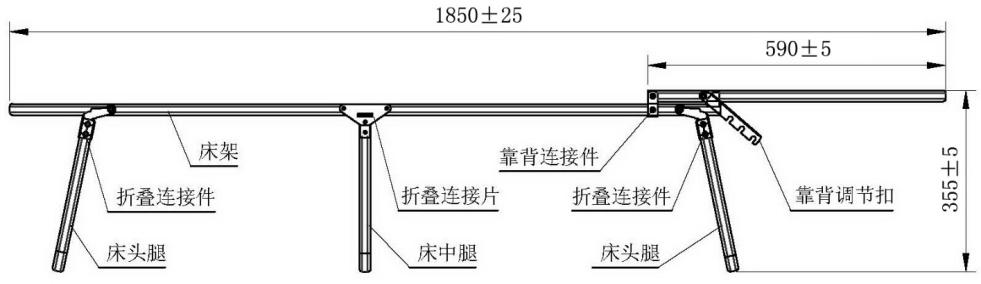 1850±25
590±5
床架
靠背连接件
355±5
折叠连接件
折叠连接片
折叠连接件
靠背调节扣
床头腿
床中腿
床头腿